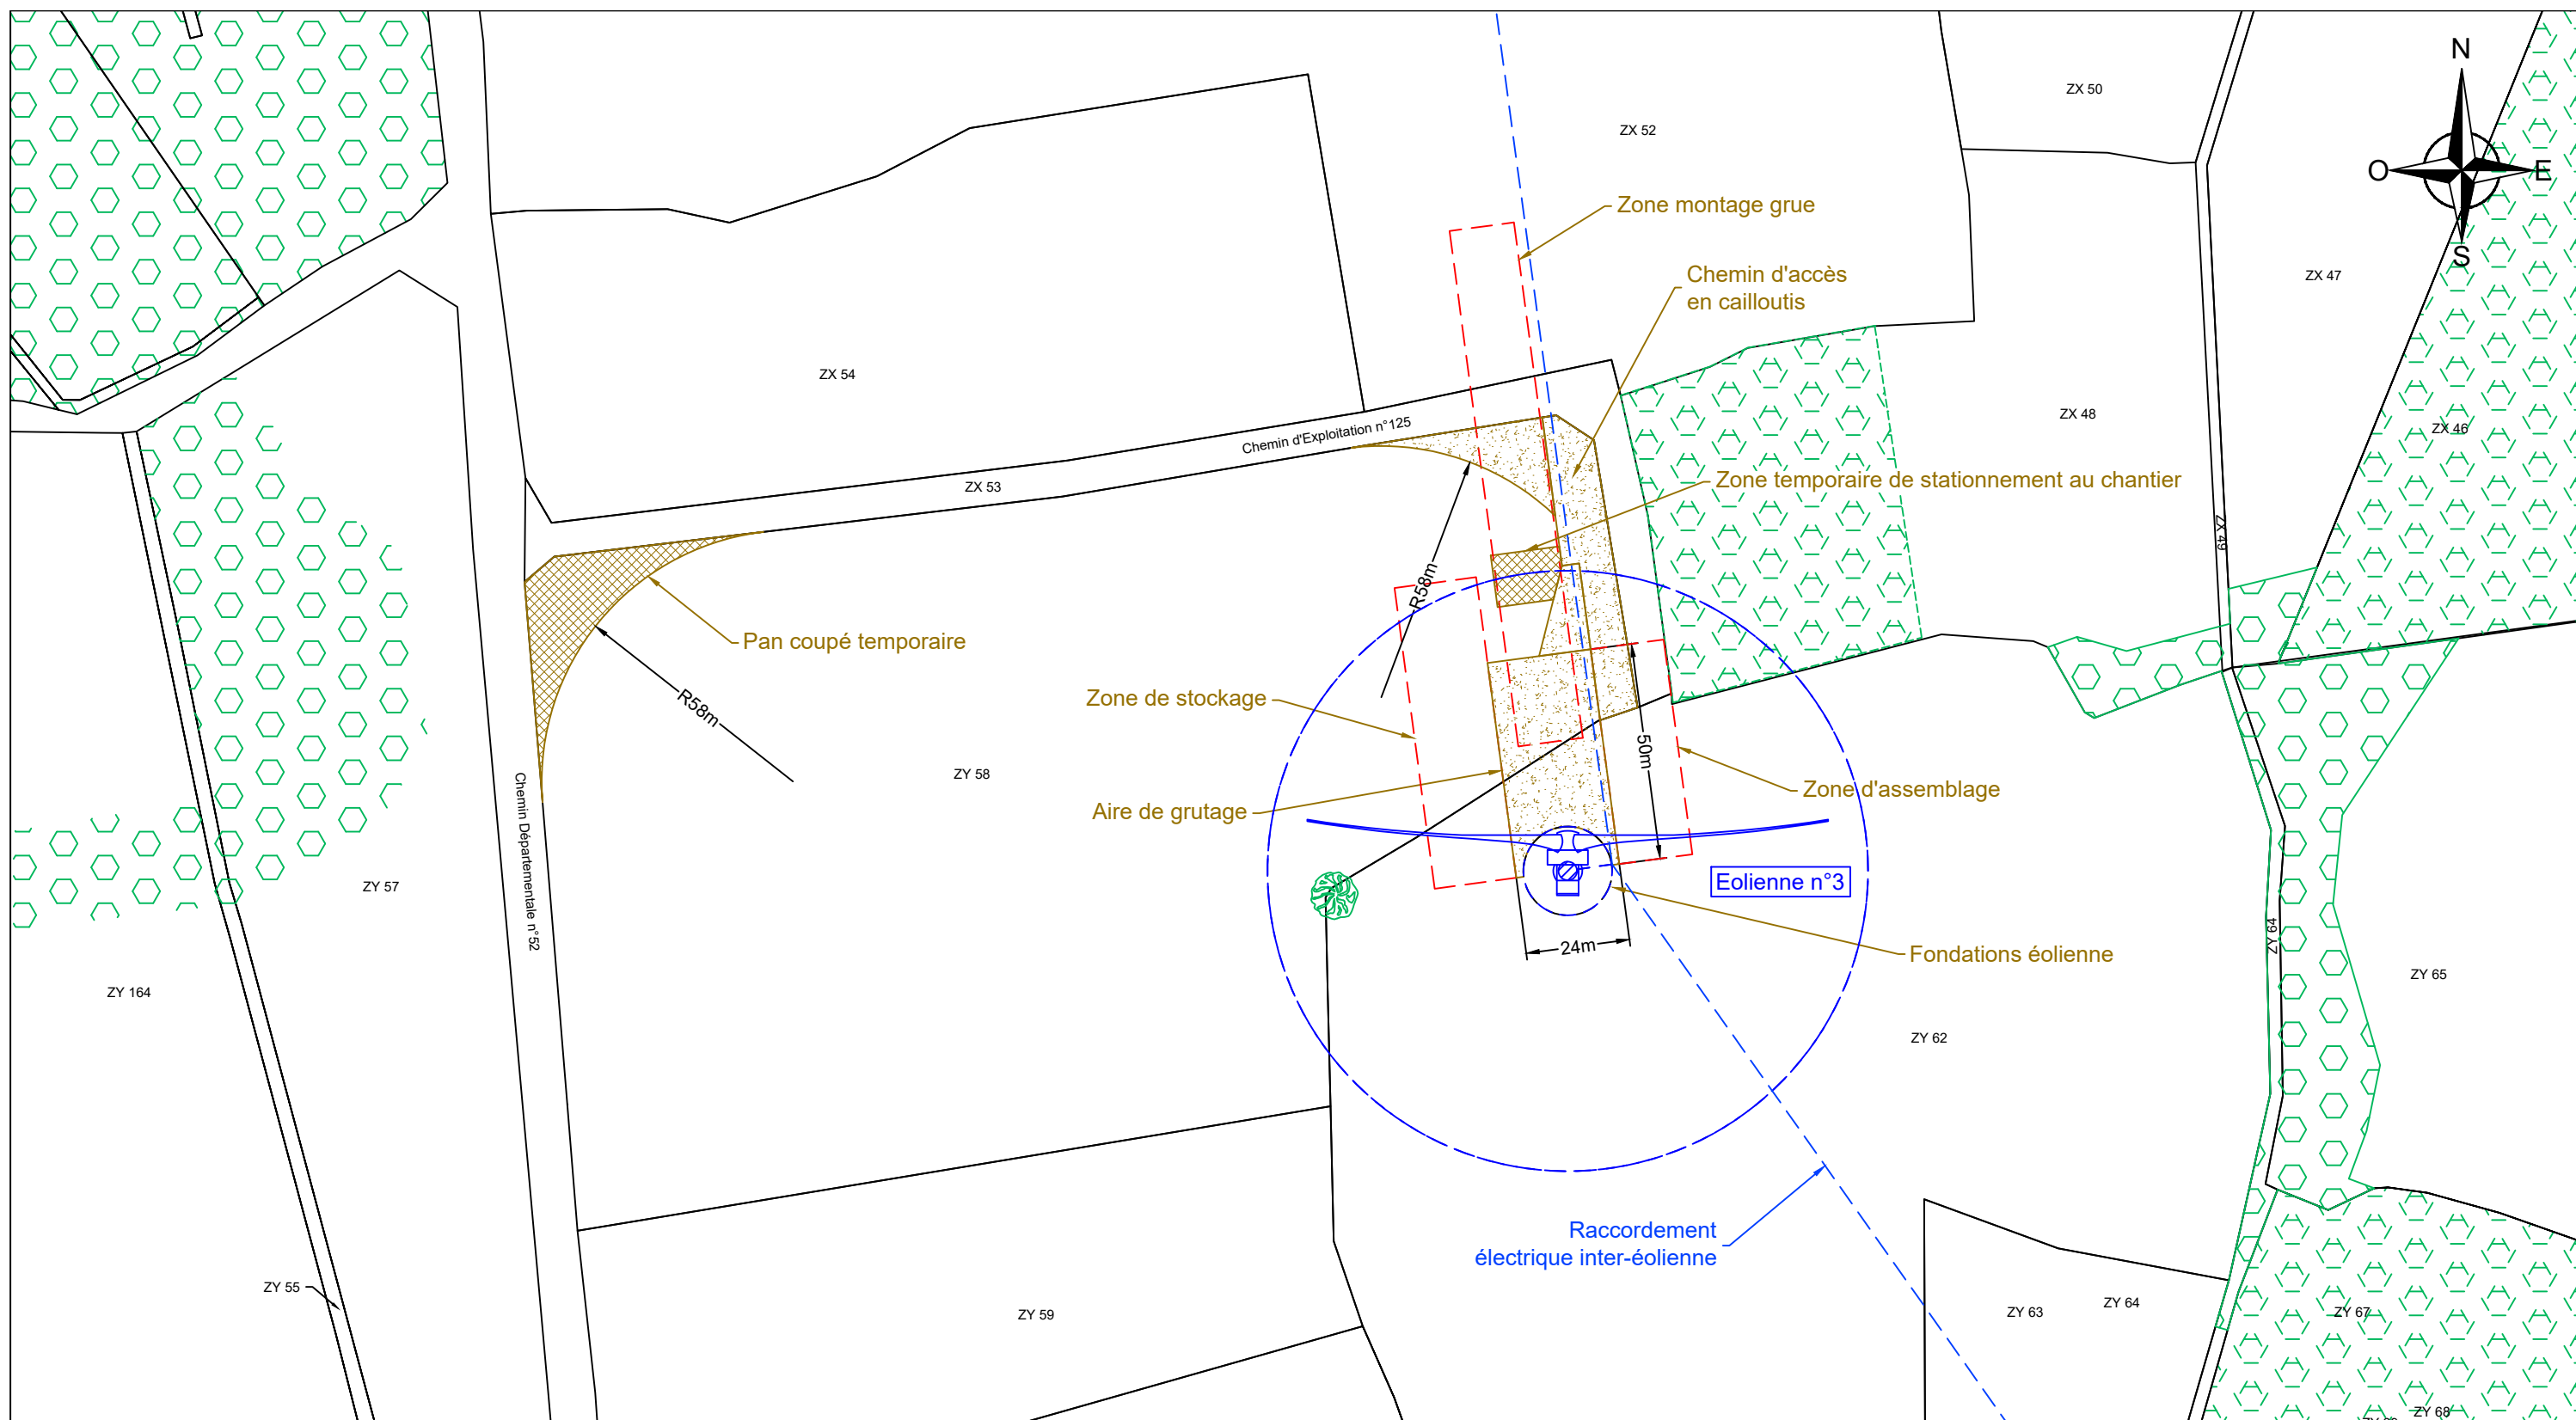 N
ZX 50
ZX 52
O
E
Zone montage grue
S
Chemin d'accès
en cailloutis
ZX 47
ZX 54
ZX 48
Chemin d'Exploitation n°125
ZX 46
Zone temporaire de stationnement au chantier
ZX 53
ZX 49
R58m
Pan coupé temporaire
Zone de stockage
R58m
50m
ZY 58
Zone d'assemblage
Aire de grutage
Chemin Départementale n°52
ZY 57
Eolienne n°3
ZY 64
24m
Fondations éolienne
ZY 65
ZY 164
ZY 62
Raccordement
électrique inter-éolienne
ZY 55
ZY 59
ZY 63
ZY 64
ZY 67
ZY 68